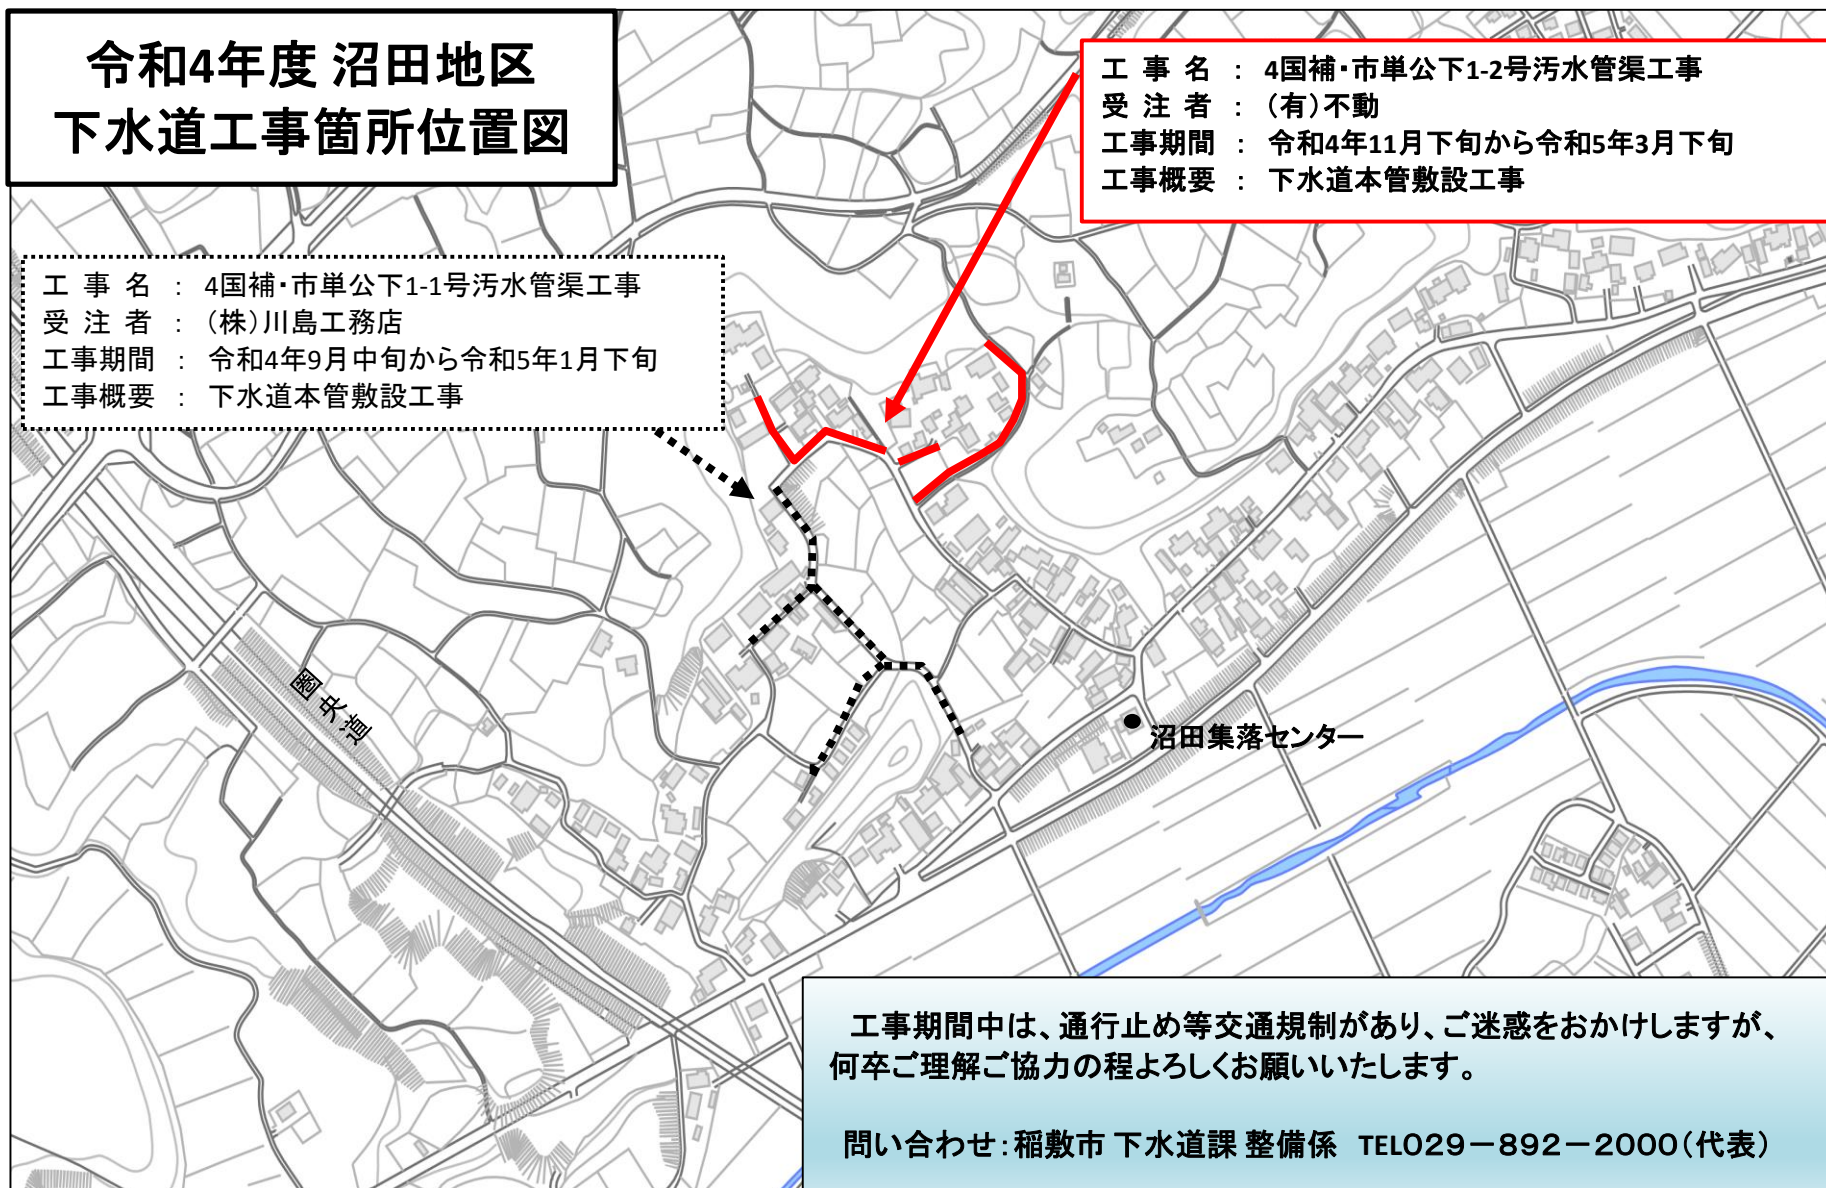 令和4年度 沼田地区
下水道工事箇所位置図
工 事 名 : 4国補・市単公下1-2号汚水管渠工事
受 注 者 : (有)不動
工事期間 : 令和4年11月下旬から令和5年3月下旬
工事概要 : 下水道本管敷設工事
工 事 名 : 4国補・市単公下1-1号汚水管渠工事
受 注 者 : (株)川島工務店
工事期間 : 令和4年9月中旬から令和5年1月下旬
工事概要 : 下水道本管敷設工事
圏央道
沼田集落センター
工事期間中は、通行止め等交通規制があり、ご迷惑をおかけしますが、
何卒ご理解ご協力の程よろしくお願いいたします。
問い合わせ:稲敷市 下水道課 整備係 TEL029-892-2000(代表)